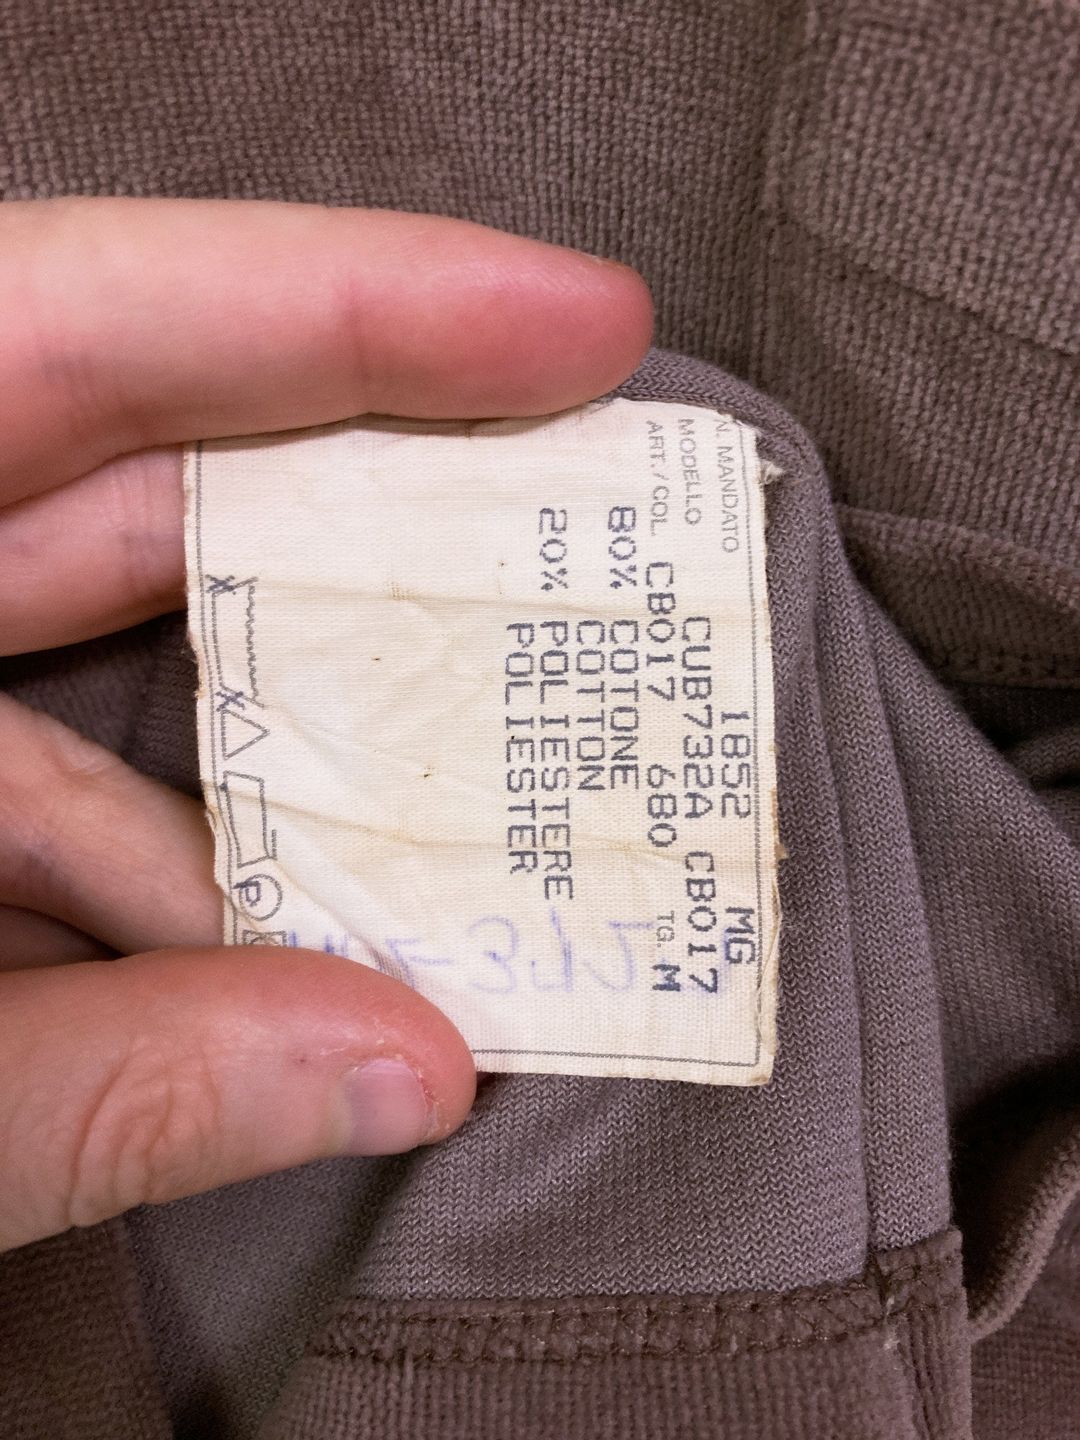 N. MANDATO 1852 MG
MODELLO CUB732A CB017
ART./COL. CB017 680 TG. M
80% COTONE
COTTON
20% POLIESTERE
POLIESTER
P